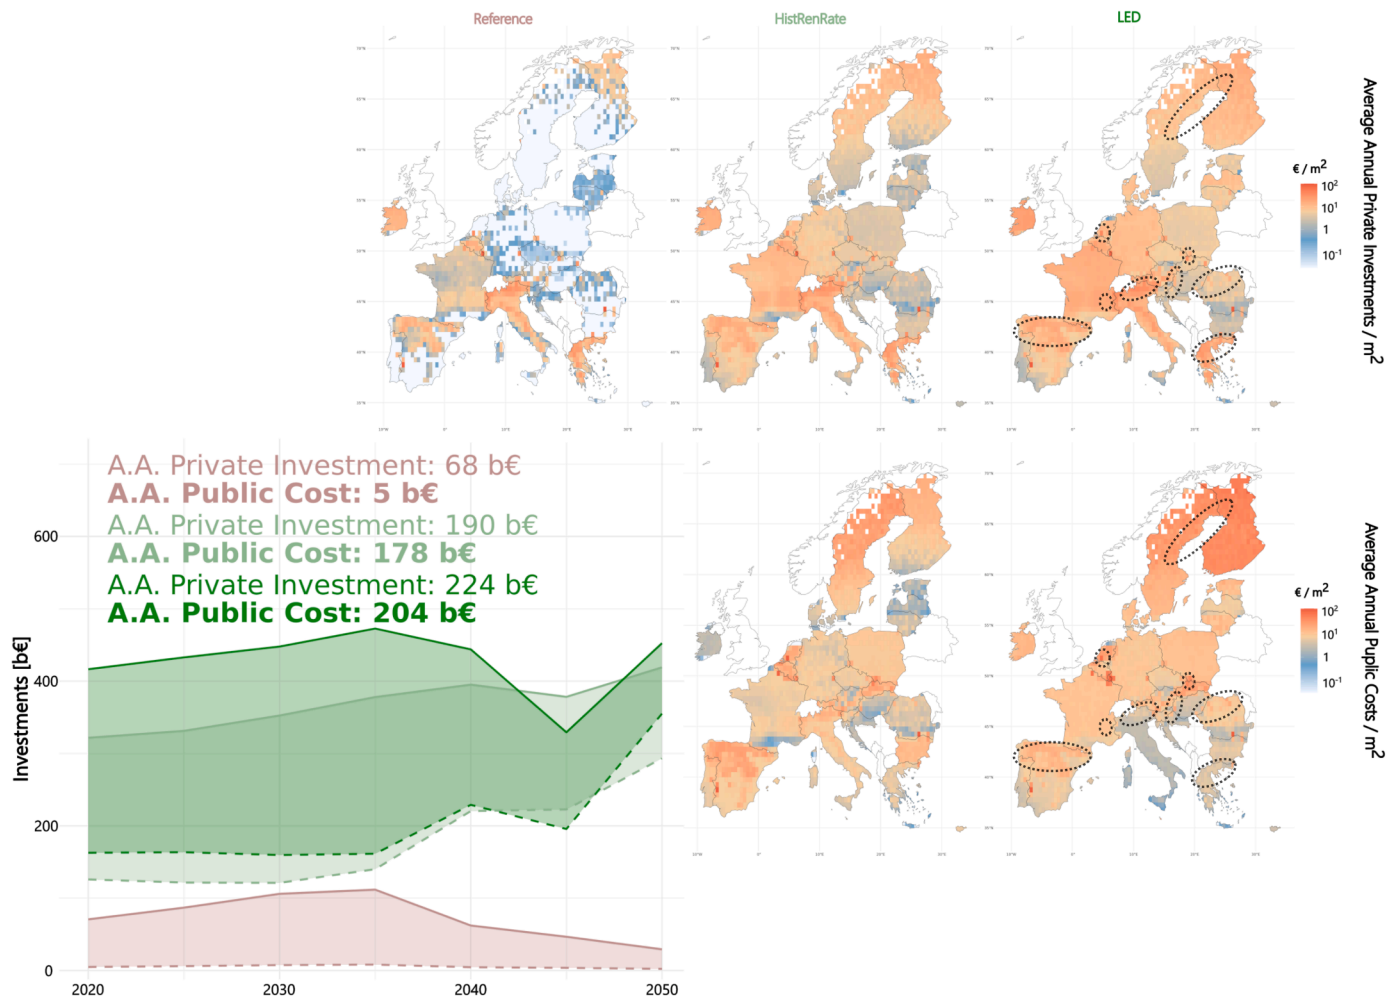 Reference
HistRenRate
LED
€ / m²
10²
10¹
1
10⁻¹
Average Annual Private Investments / m²
A.A. Private Investment: 68 b€
A.A. Public Cost: 5 b€
A.A. Private Investment: 190 b€
A.A. Public Cost: 178 b€
A.A. Private Investment: 224 b€
A.A. Public Cost: 204 b€
Investments [b€]
600
400
200
0
2020
2030
2040
2050
€ / m²
10²
10¹
1
10⁻¹
Average Annual Puplic Costs / m²